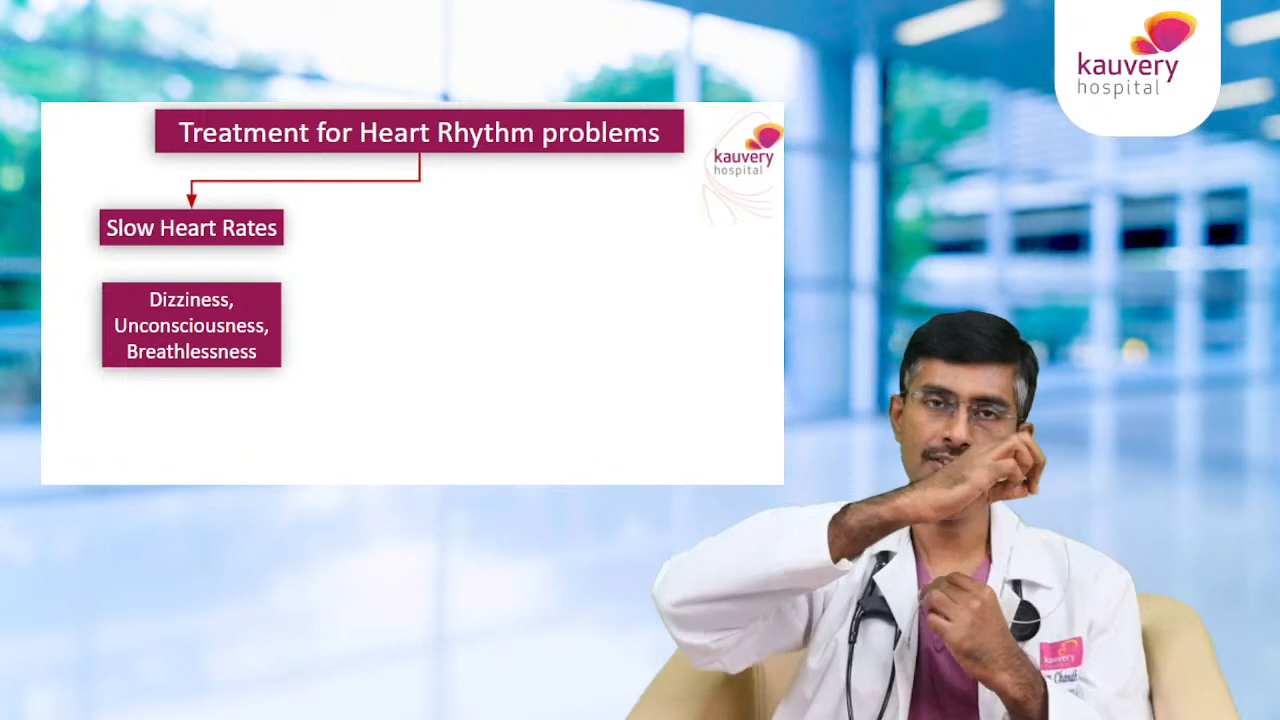 kauvery
hospital
Treatment for Heart Rhythm problems
kauvery
hospital
Slow Heart Rates
Dizziness,
Unconsciousness,
Breathlessness
kauvery